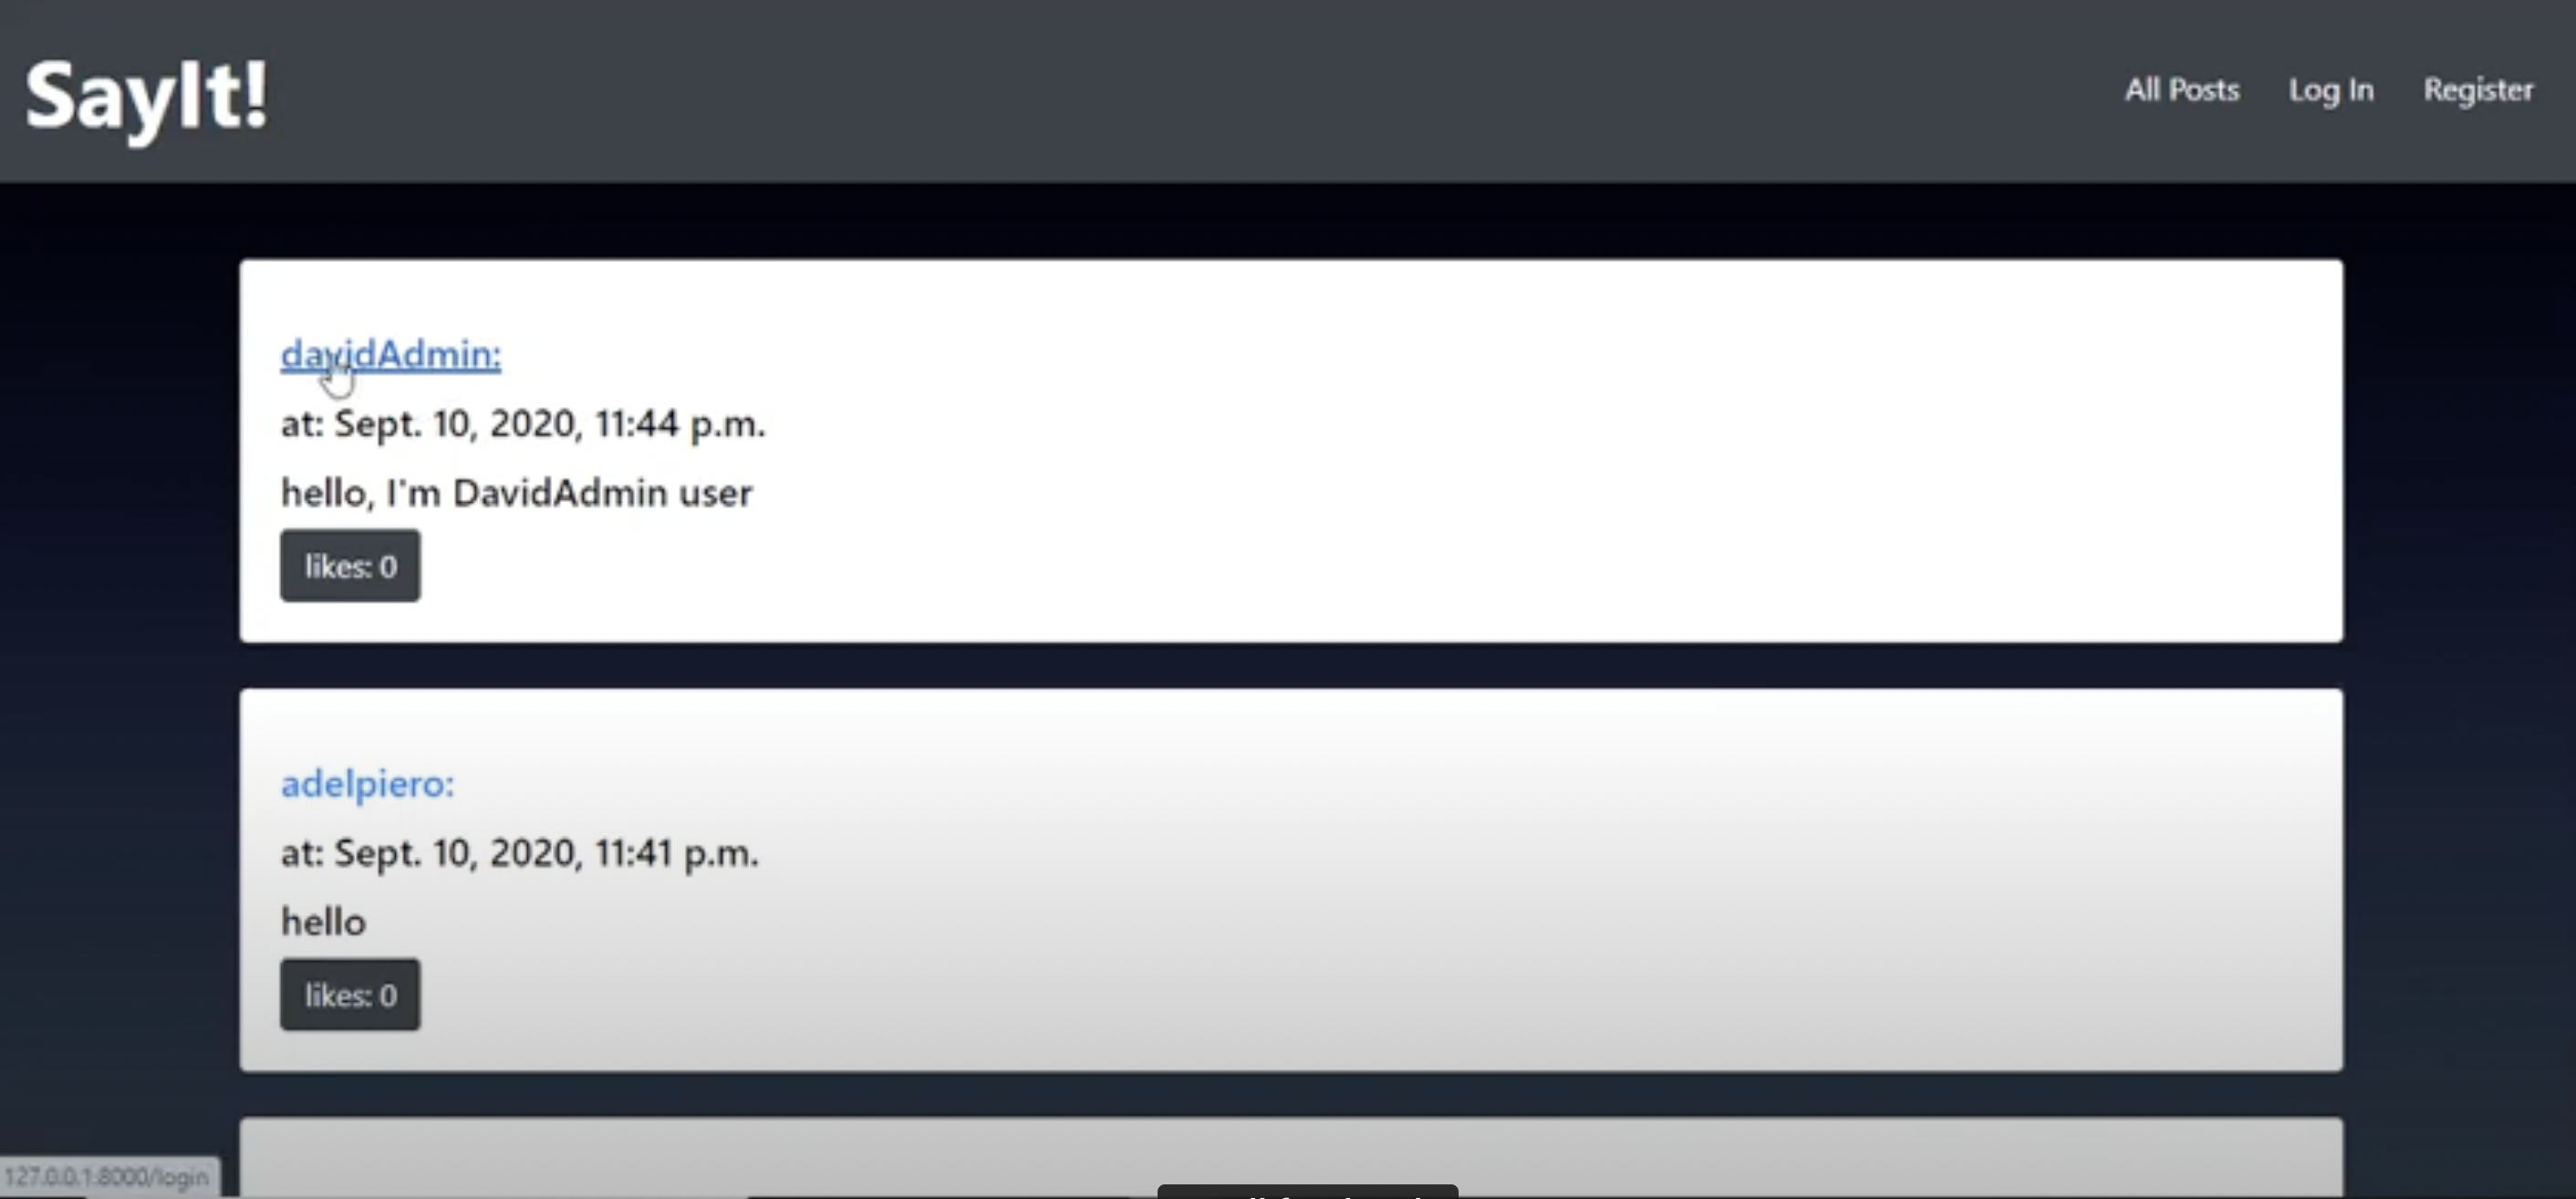 SayIt!
All Posts Log In Register
davidAdmin:
at: Sept. 10, 2020, 11:44 p.m.
hello, I'm DavidAdmin user
likes: 0
adelpiero:
at: Sept. 10, 2020, 11:41 p.m.
hello
likes: 0
127.0.0.1:8000/login